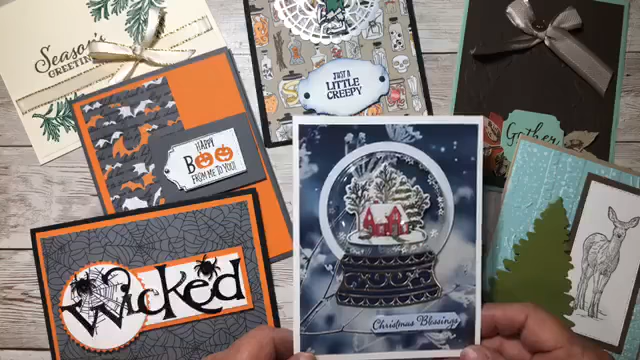 Season's
GREETINGS
JUST A
LITTLE
CREEPY
Gather
HAPPY
BOO
FROM ME TO YOU!
Wicked
Christmas Blessings